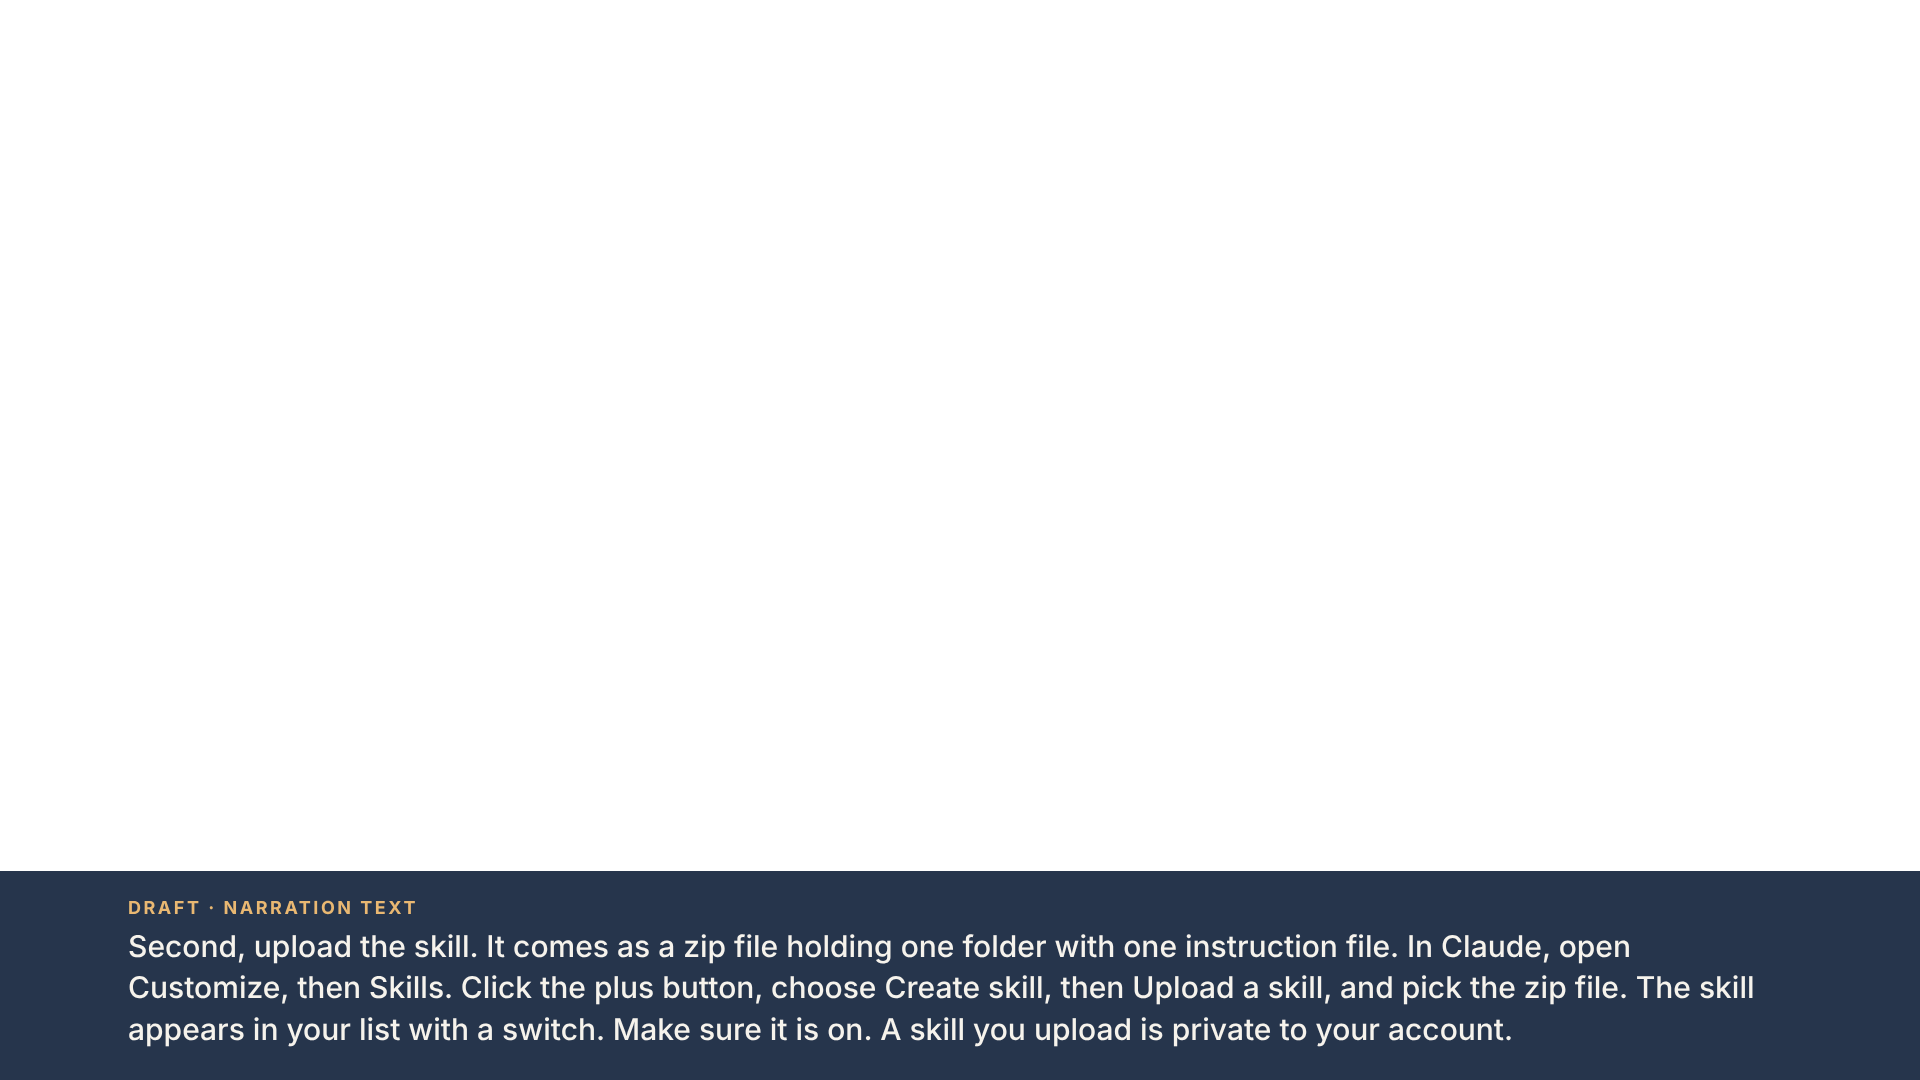 DRAFT · NARRATION TEXT
Second, upload the skill. It comes as a zip file holding one folder with one instruction file. In Claude, open
Customize, then Skills. Click the plus button, choose Create skill, then Upload a skill, and pick the zip file. The skill
appears in your list with a switch. Make sure it is on. A skill you upload is private to your account.